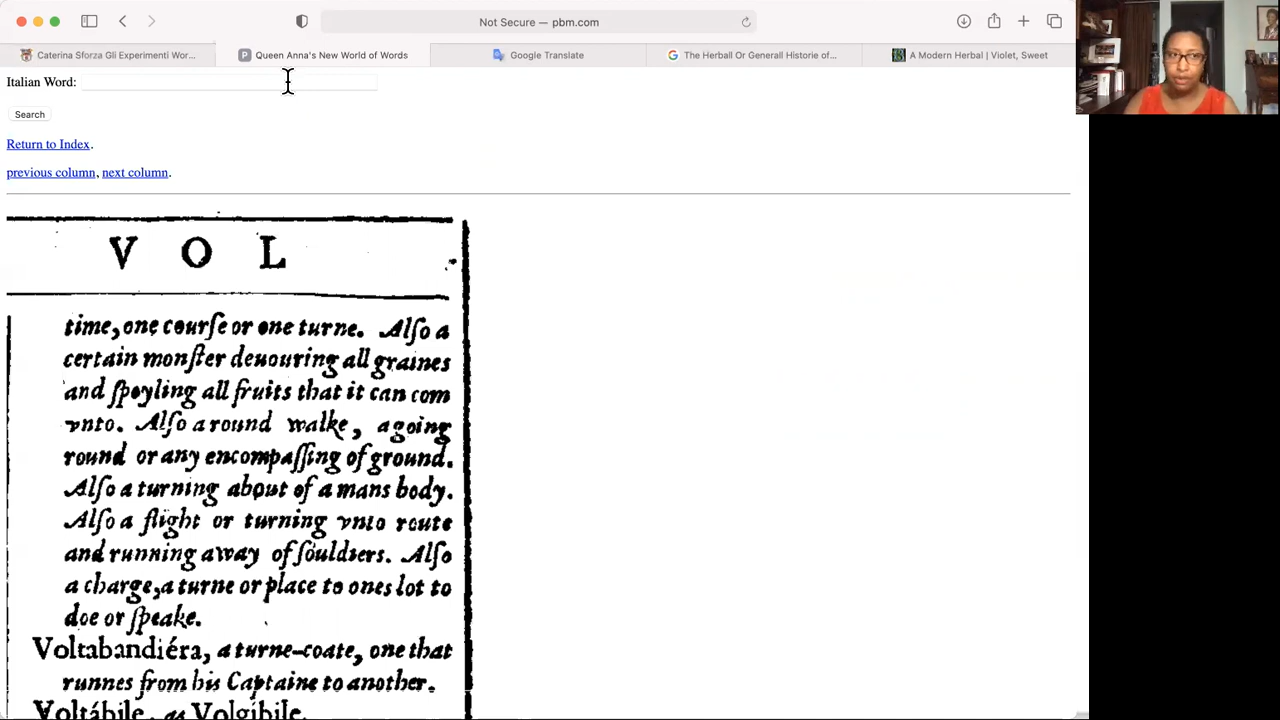 Not Secure — pbm.com
Caterina Sforza Gli Experimenti Wor...
Queen Anna's New World of Words
Google Translate
The Herball Or Generall Historie of...
A Modern Herbal | Violet, Sweet
Italian Word:
Search
Return to Index.
previous column, next column.
V O L
time, one courſe or one turne. Alſo a
certain monſter deuouring all graines
and ſpoyling all fruits that it can com
vnto. Alſo a round walke, a going
round or any encompaſſing of ground.
Alſo a turning about of a mans body.
Alſo a flight or turning vnto route
and running away of ſouldiers. Alſo
a charge, a turne or place to ones lot to
doe or ſpeake.
Voltabandiéra, a turne-coate, one that
runnes from his Captaine to another.
Voltábile, as Volgíbile.